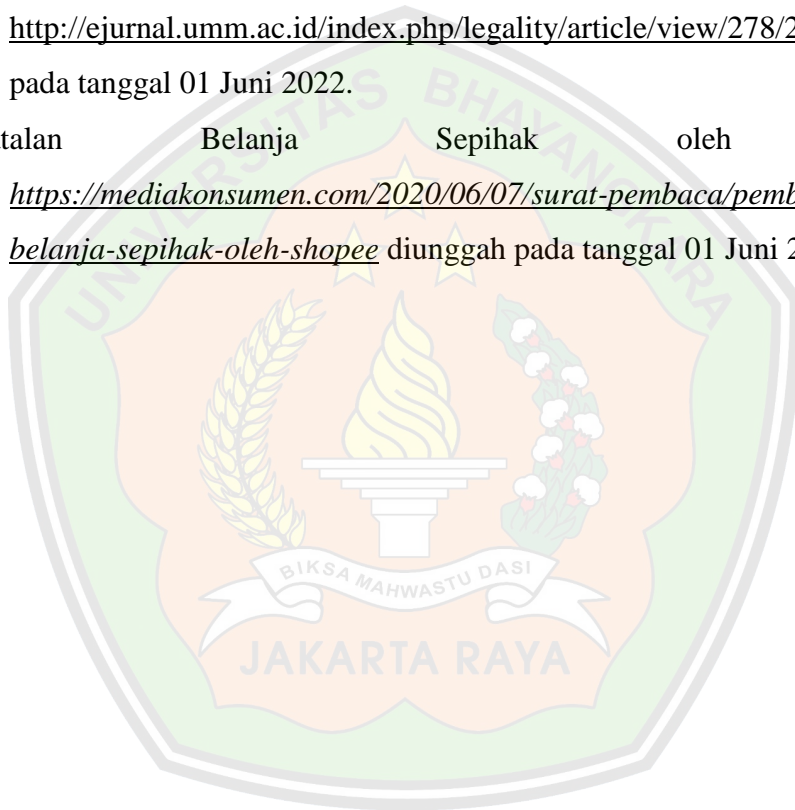 http://ejurnal.umm.ac.id/index.php/legality/article/view/278/2
pada tanggal 01 Juni 2022.
talan Belanja Sepihak oleh
https://mediakonsumen.com/2020/06/07/surat-pembaca/pemb
belanja-sepihak-oleh-shopee diunggah pada tanggal 01 Juni 2
UNIVERSITAS BHAYANGKARA
BIKSA MAHWASTU DASI
JAKARTA RAYA